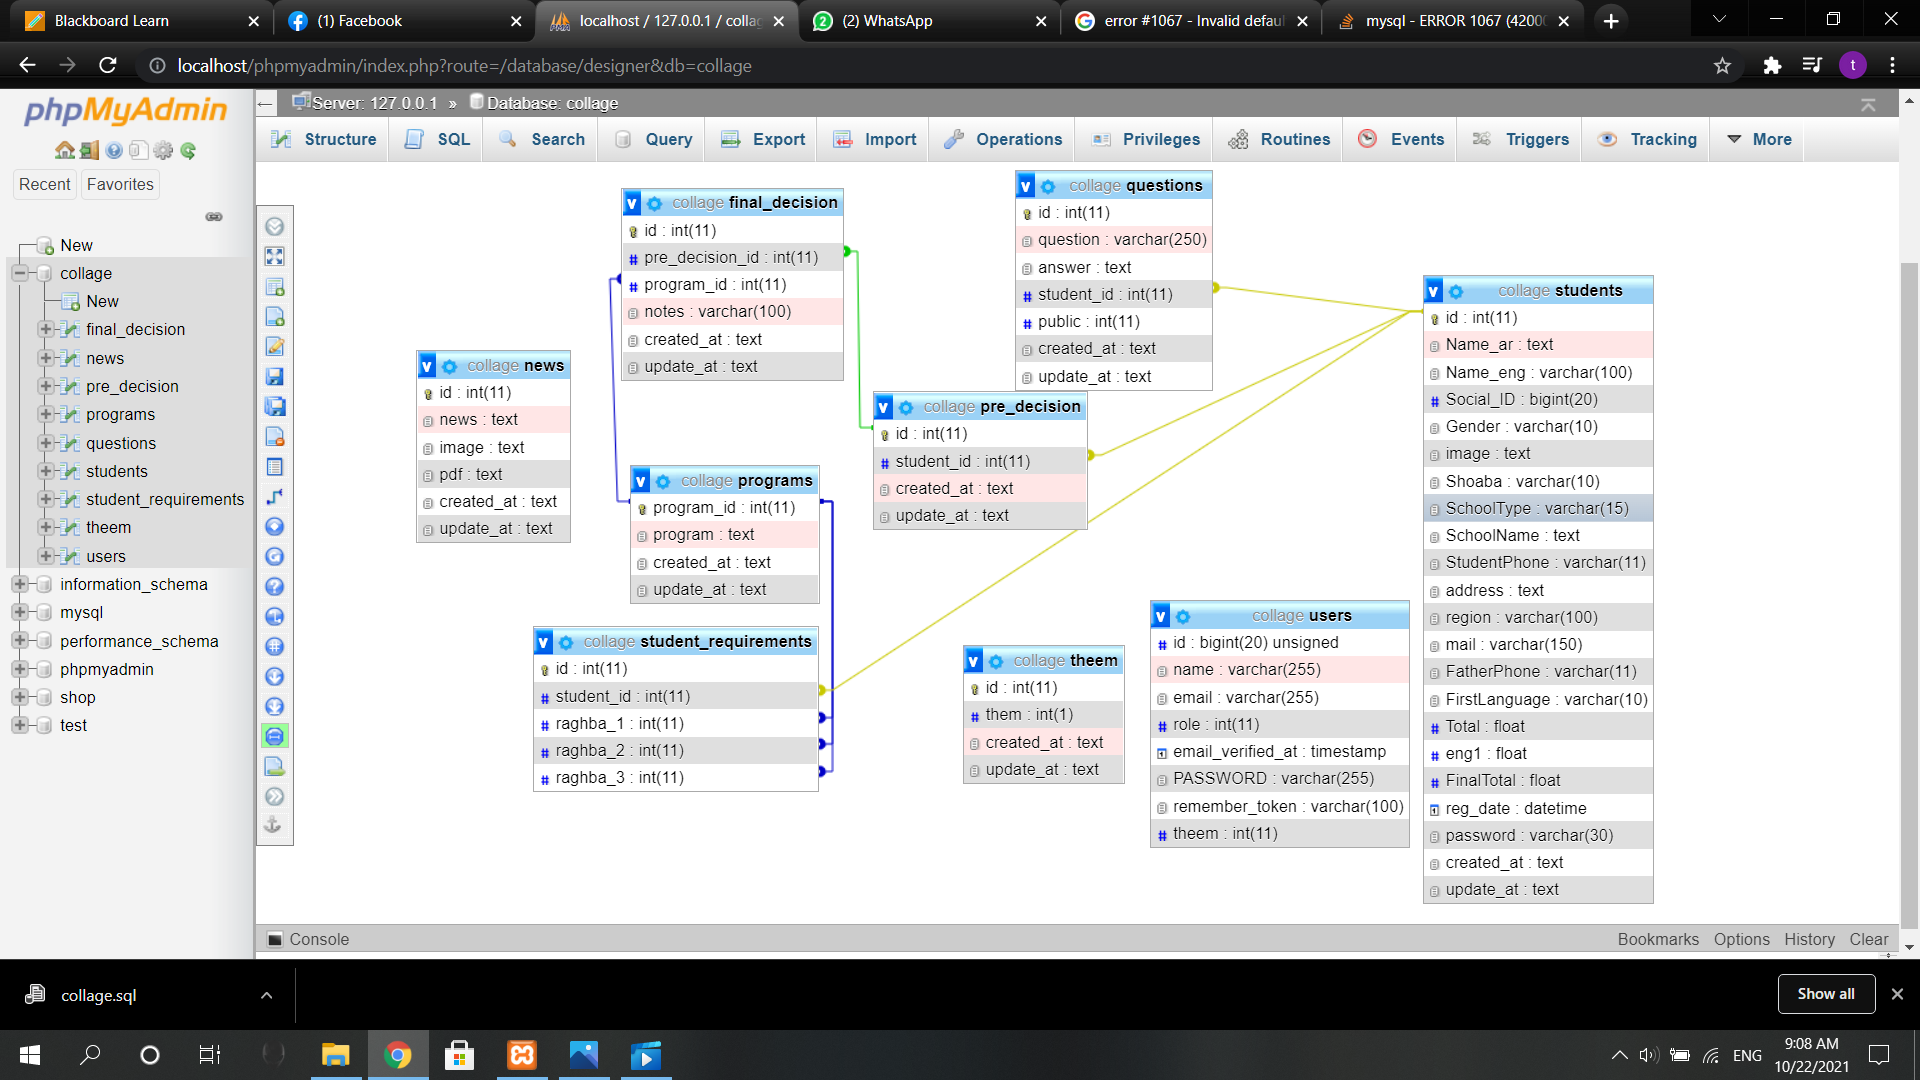 Blackboard Learn
(1) Facebook
localhost / 127.0.0.1 / colla
(2) WhatsApp
error #1067 - Invalid defau
mysql - ERROR 1067 (4200
localhost/phpmyadmin/index.php?route=/database/designer&db=collage
t
phpMyAdmin
Recent
Favorites
New
collage
New
final_decision
news
pre_decision
programs
questions
students
student_requirements
theem
users
information_schema
mysql
performance_schema
phpmyadmin
shop
test
Server: 127.0.0.1 » Database: collage
Structure
SQL
Search
Query
Export
Import
Operations
Privileges
Routines
Events
Triggers
Tracking
More
v collage final_decision
id : int(11)
# pre_decision_id : int(11)
# program_id : int(11)
notes : varchar(100)
created_at : text
update_at : text
v collage questions
id : int(11)
question : varchar(250)
answer : text
# student_id : int(11)
# public : int(11)
created_at : text
update_at : text
v collage students
id : int(11)
Name_ar : text
Name_eng : varchar(100)
# Social_ID : bigint(20)
Gender : varchar(10)
image : text
Shoaba : varchar(10)
SchoolType : varchar(15)
SchoolName : text
StudentPhone : varchar(11)
address : text
region : varchar(100)
mail : varchar(150)
FatherPhone : varchar(11)
FirstLanguage : varchar(10)
# Total : float
# eng1 : float
# FinalTotal : float
reg_date : datetime
password : varchar(30)
created_at : text
update_at : text
v collage news
id : int(11)
news : text
image : text
pdf : text
created_at : text
update_at : text
v collage pre_decision
id : int(11)
# student_id : int(11)
created_at : text
update_at : text
v collage programs
program_id : int(11)
program : text
created_at : text
update_at : text
v collage student_requirements
id : int(11)
# student_id : int(11)
# raghba_1 : int(11)
# raghba_2 : int(11)
# raghba_3 : int(11)
v collage theem
id : int(11)
# them : int(1)
created_at : text
update_at : text
v collage users
# id : bigint(20) unsigned
name : varchar(255)
email : varchar(255)
# role : int(11)
email_verified_at : timestamp
PASSWORD : varchar(255)
remember_token : varchar(100)
# theem : int(11)
Console
Bookmarks
Options
History
Clear
collage.sql
Show all
ENG
9:08 AM
10/22/2021